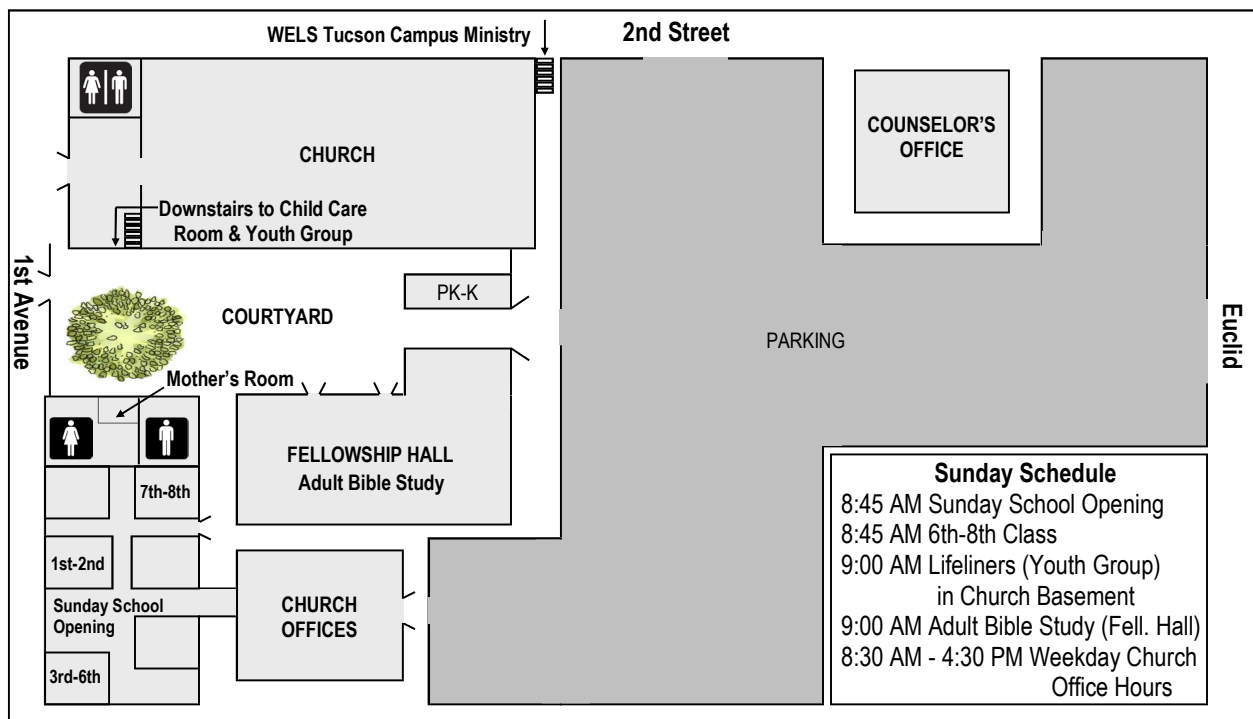 WELS Tucson Campus Ministry
2nd Street
COUNSELOR'S
OFFICE
CHURCH
Downstairs to Child Care
Room & Youth Group
1st Avenue
PK-K
COURTYARD
PARKING
Euclid
Mother's Room
FELLOWSHIP HALL
Adult Bible Study
7th-8th
1st-2nd
Sunday School
Opening
3rd-6th
CHURCH
OFFICES
Sunday Schedule
8:45 AM Sunday School Opening
8:45 AM 6th-8th Class
9:00 AM Lifeliners (Youth Group)
in Church Basement
9:00 AM Adult Bible Study (Fell. Hall)
8:30 AM - 4:30 PM Weekday Church
Office Hours